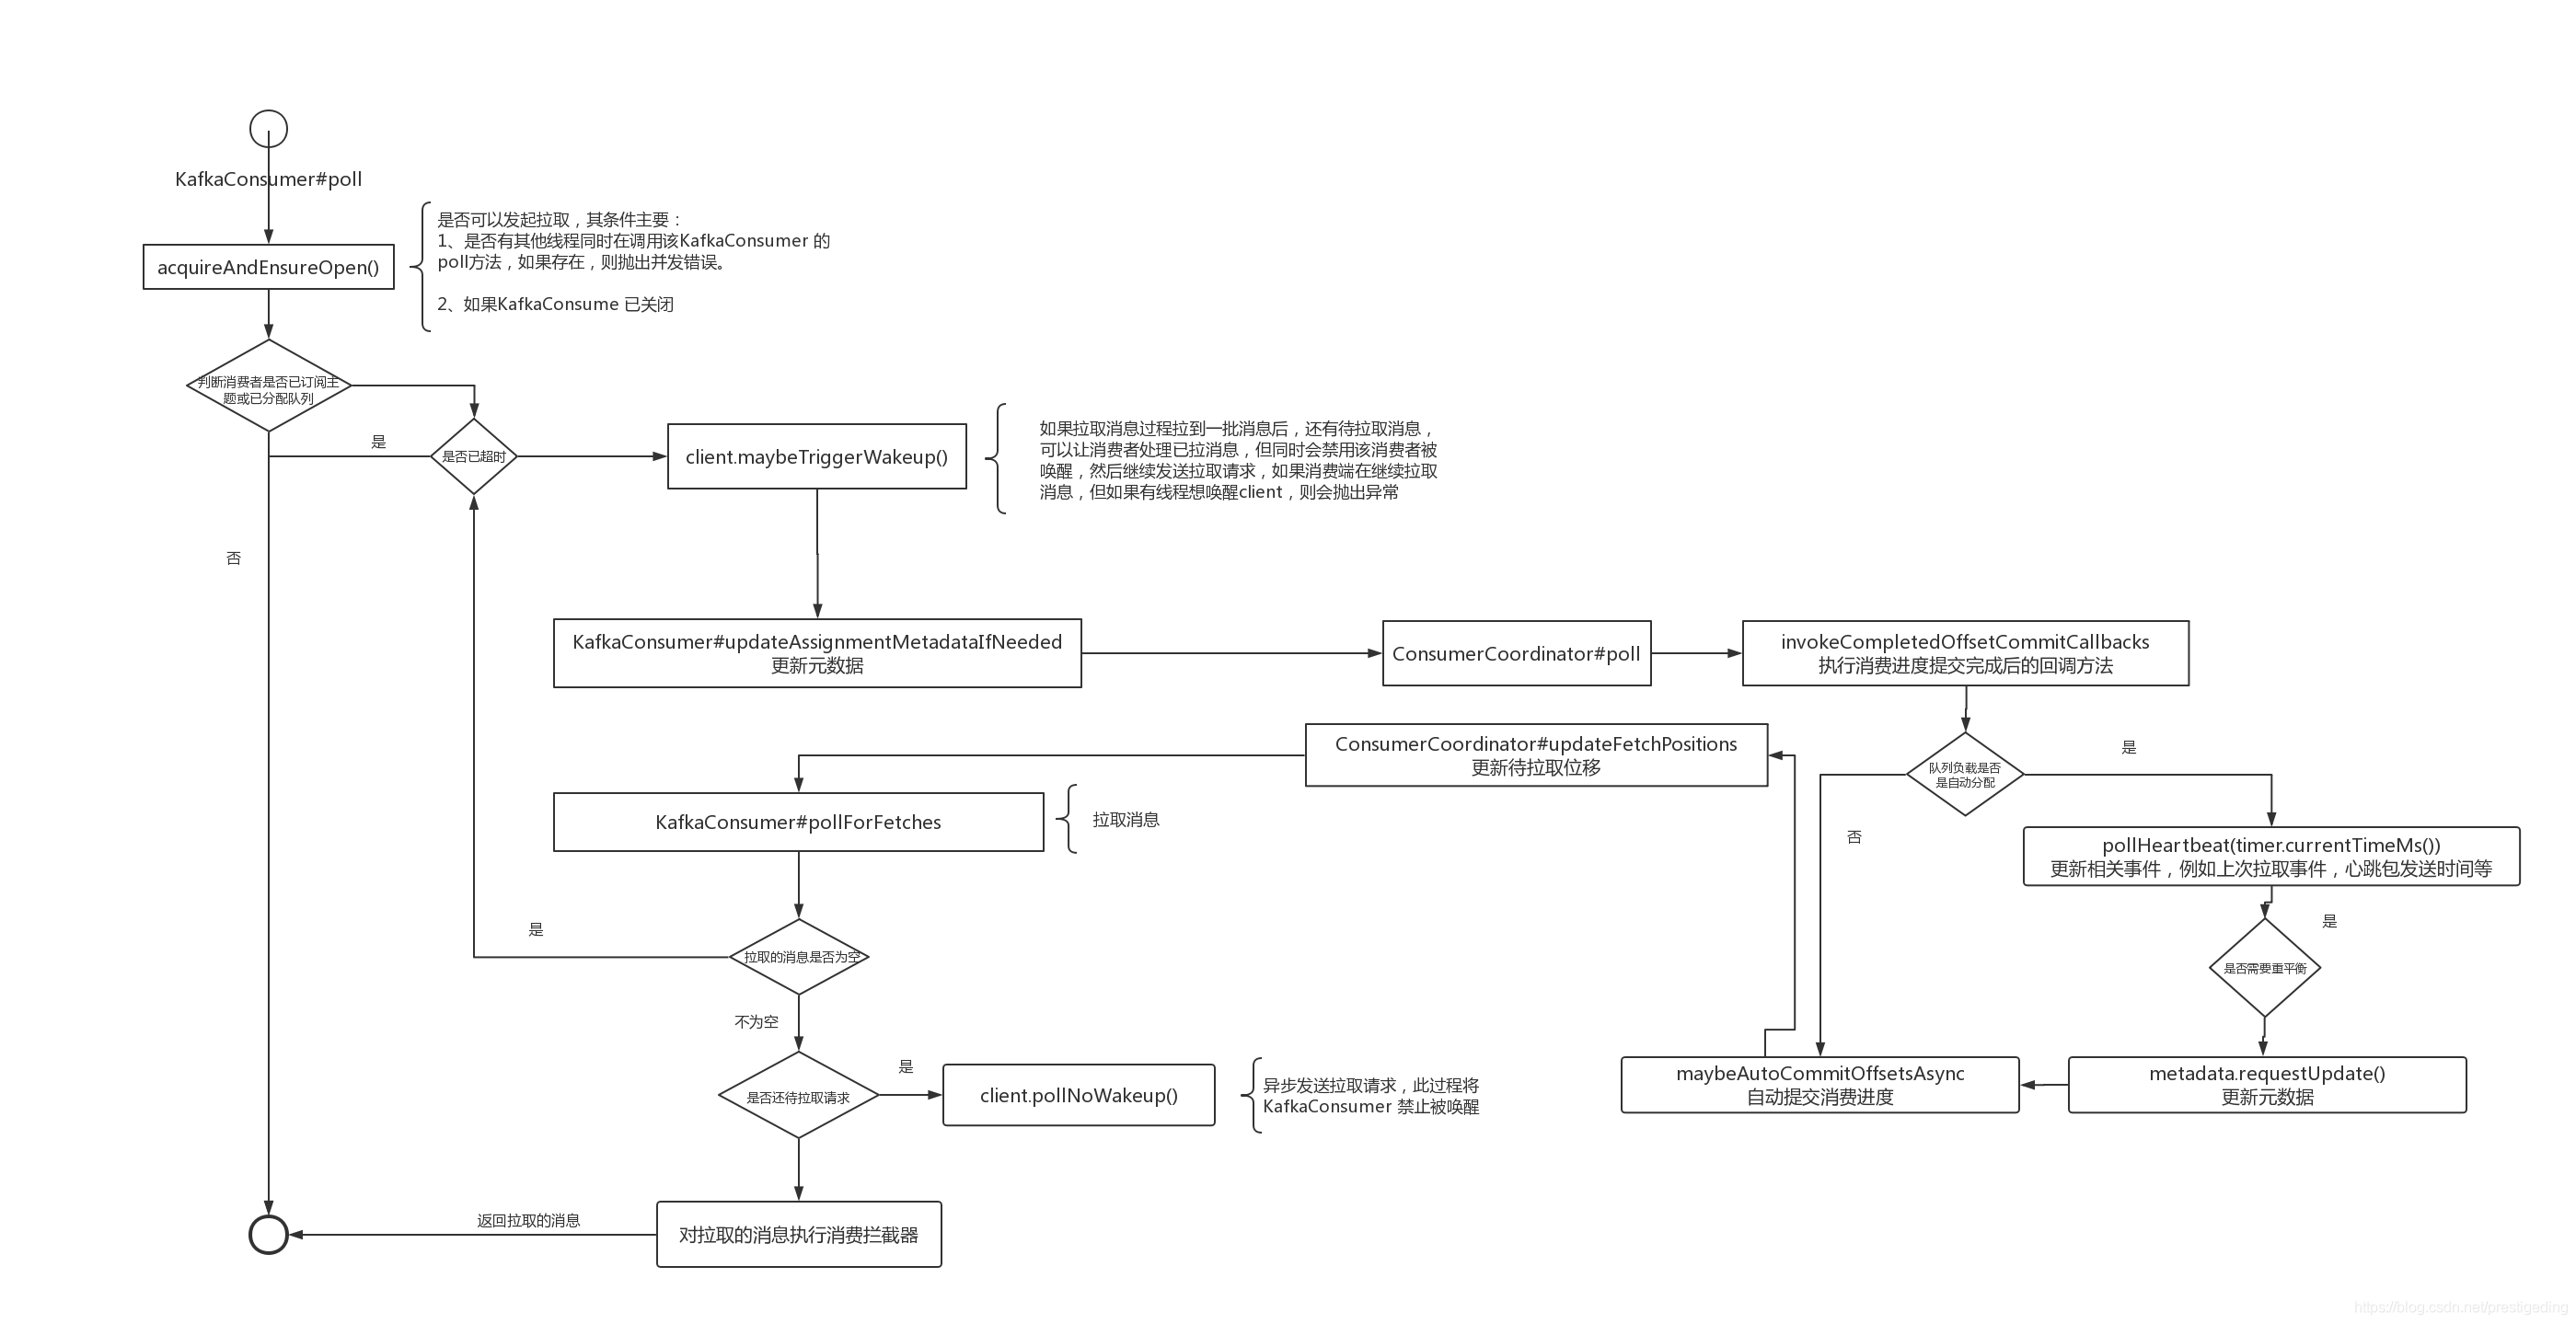 KafkaConsumer#poll
acquireAndEnsureOpen()
是否可以发起拉取，其条件主要：
1、是否有其他线程同时在调用该KafkaConsumer 的
poll方法，如果存在，则抛出并发错误。
2、如果KafkaConsume 已关闭
判断消费者是否已订阅主
题或已分配队列
是
是否已超时
否
client.maybeTriggerWakeup()
如果拉取消息过程拉到一批消息后，还有待拉取消息，
可以让消费者处理已拉消息，但同时会禁用该消费者被
唤醒，然后继续发送拉取请求，如果消费端在继续拉取
消息，但如果有线程想唤醒client，则会抛出异常
KafkaConsumer#updateAssignmentMetadataIfNeeded
更新元数据
ConsumerCoordinator#poll
invokeCompletedOffsetCommitCallbacks
执行消费进度提交完成后的回调方法
队列负载是否
是自动分配
是
否
pollHeartbeat(timer.currentTimeMs())
更新相关事件，例如上次拉取事件，心跳包发送时间等
是
是否需要重平衡
metadata.requestUpdate()
更新元数据
maybeAutoCommitOffsetsAsync
自动提交消费进度
ConsumerCoordinator#updateFetchPositions
更新待拉取位移
KafkaConsumer#pollForFetches
拉取消息
拉取的消息是否为空
是
不为空
是否还待拉取请求
是
client.pollNoWakeup()
异步发送拉取请求，此过程将
KafkaConsumer 禁止被唤醒
对拉取的消息执行消费拦截器
返回拉取的消息
https://blog.csdn.net/prestigeding